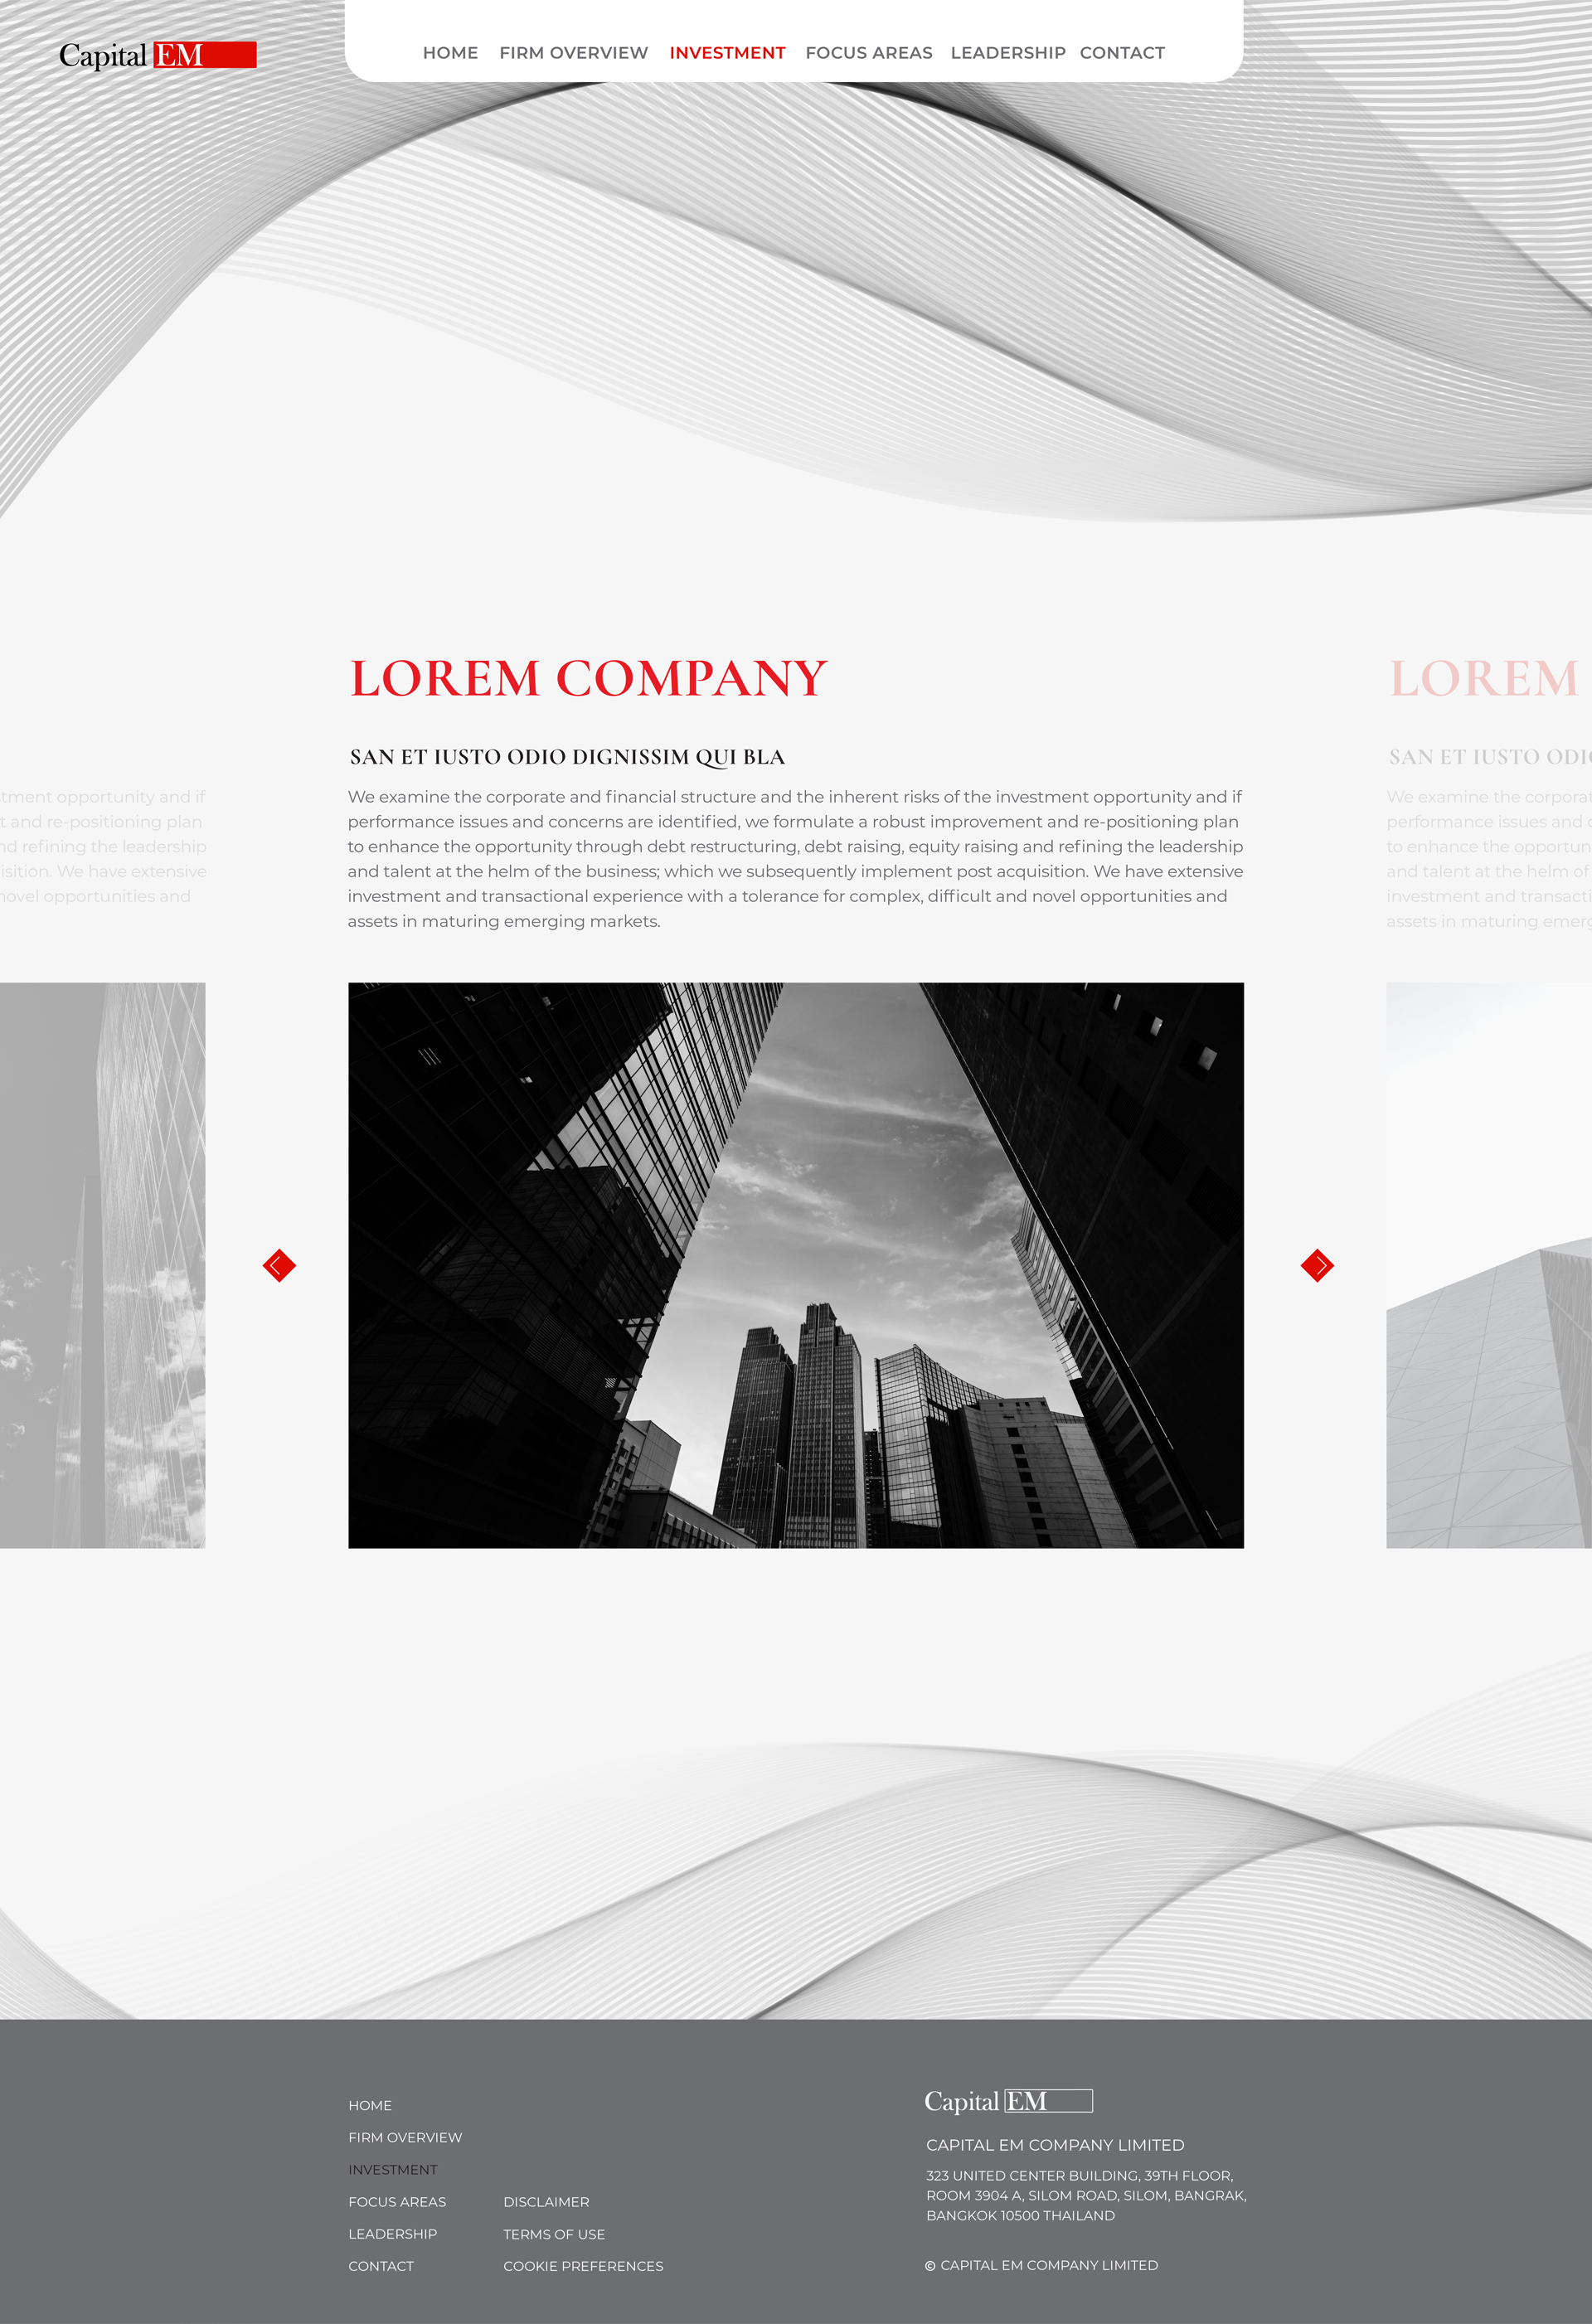 Capital EM
HOME FIRM OVERVIEW INVESTMENT FOCUS AREAS LEADERSHIP CONTACT
LOREM COMPANY
SAN ET IUSTO ODIO DIGNISSIM QUI BLA
We examine the corporate and financial structure and the inherent risks of the investment opportunity and if
performance issues and concerns are identified, we formulate a robust improvement and re-positioning plan
to enhance the opportunity through debt restructuring, debt raising, equity raising and refining the leadership
and talent at the helm of the business; which we subsequently implement post acquisition. We have extensive
investment and transactional experience with a tolerance for complex, difficult and novel opportunities and
assets in maturing emerging markets.
opportunity and if
and re-positioning plan
refining the leadership
We have extensive
novel opportunities and
LOREM
SAN ET IUSTO
We examine the
performance issues and
to enhance the
and talent at the helm of
investment and
assets in maturing
HOME
FIRM OVERVIEW
INVESTMENT
FOCUS AREAS
LEADERSHIP
CONTACT
DISCLAIMER
TERMS OF USE
COOKIE PREFERENCES
Capital EM
CAPITAL EM COMPANY LIMITED
323 UNITED CENTER BUILDING, 39TH FLOOR,
ROOM 3904 A, SILOM ROAD, SILOM, BANGRAK,
BANGKOK 10500 THAILAND
© CAPITAL EM COMPANY LIMITED